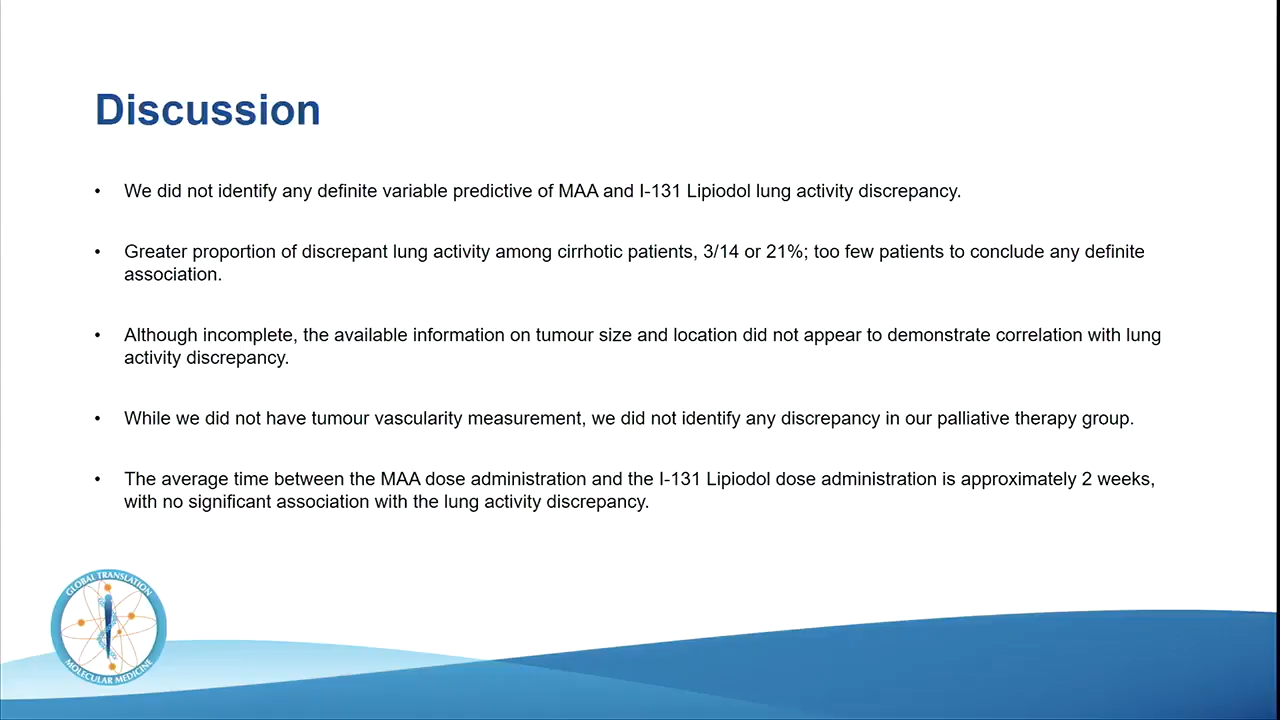 Discussion
• We did not identify any definite variable predictive of MAA and I-131 Lipiodol lung activity discrepancy.
• Greater proportion of discrepant lung activity among cirrhotic patients, 3/14 or 21%; too few patients to conclude any definite
association.
• Although incomplete, the available information on tumour size and location did not appear to demonstrate correlation with lung
activity discrepancy.
• While we did not have tumour vascularity measurement, we did not identify any discrepancy in our palliative therapy group.
• The average time between the MAA dose administration and the I-131 Lipiodol dose administration is approximately 2 weeks,
with no significant association with the lung activity discrepancy.
GLOBAL TRANSLATION
MOLECULAR MEDICINE